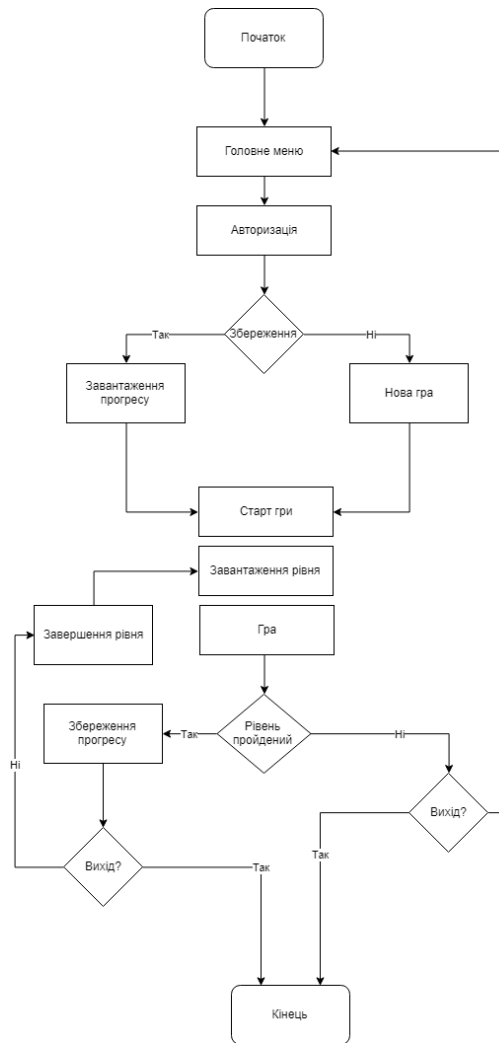 Початок
Головне меню
Авторизація
Збереження
Так
Ні
Завантаження
прогресу
Нова гра
Старт гри
Завантаження рівня
Завершення рівня
Гра
Збереження
прогресу
Так
Рівень
пройдений
Ні
Ні
Вихід?
Вихід?
Так
Так
Кінець